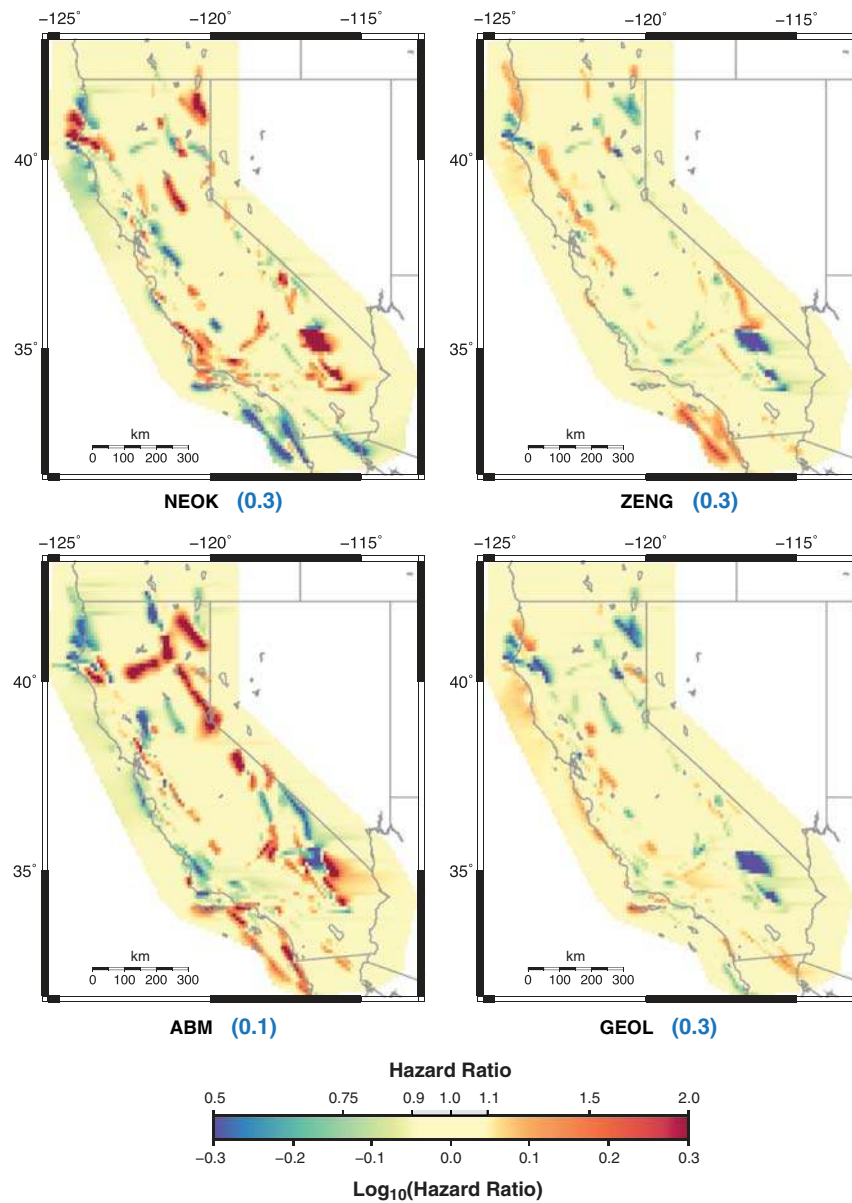 −125° −120° −115° −125° −120° −115°
40° 40°
35° 35°
km km
0 100 200 300 0 100 200 300
NEOK (0.3) ZENG (0.3)
−125° −120° −115° −125° −120° −115°
40° 40°
35° 35°
km km
0 100 200 300 0 100 200 300
ABM (0.1) GEOL (0.3)
Hazard Ratio
0.5 0.75 0.9 1.0 1.1 1.5 2.0
−0.3 −0.2 −0.1 0.0 0.1 0.2 0.3
Log₁₀(Hazard Ratio)